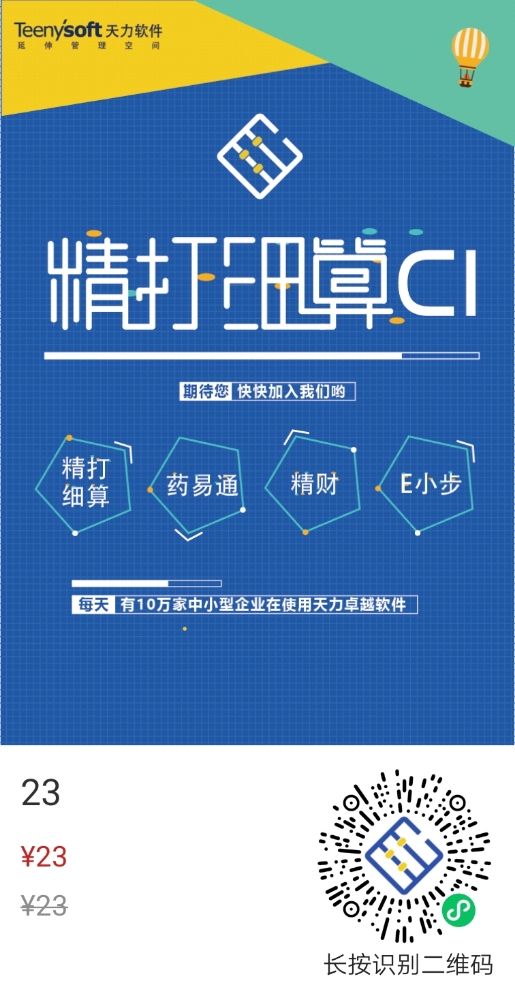 Teenysoft 天力软件
延伸管理空间
精打细算CI
期待您 快快加入我们哟
精打
细算
药易通
精财
E小步
每天 有10万家中小型企业在使用天力卓越软件
23
¥23
¥23
长按识别二维码